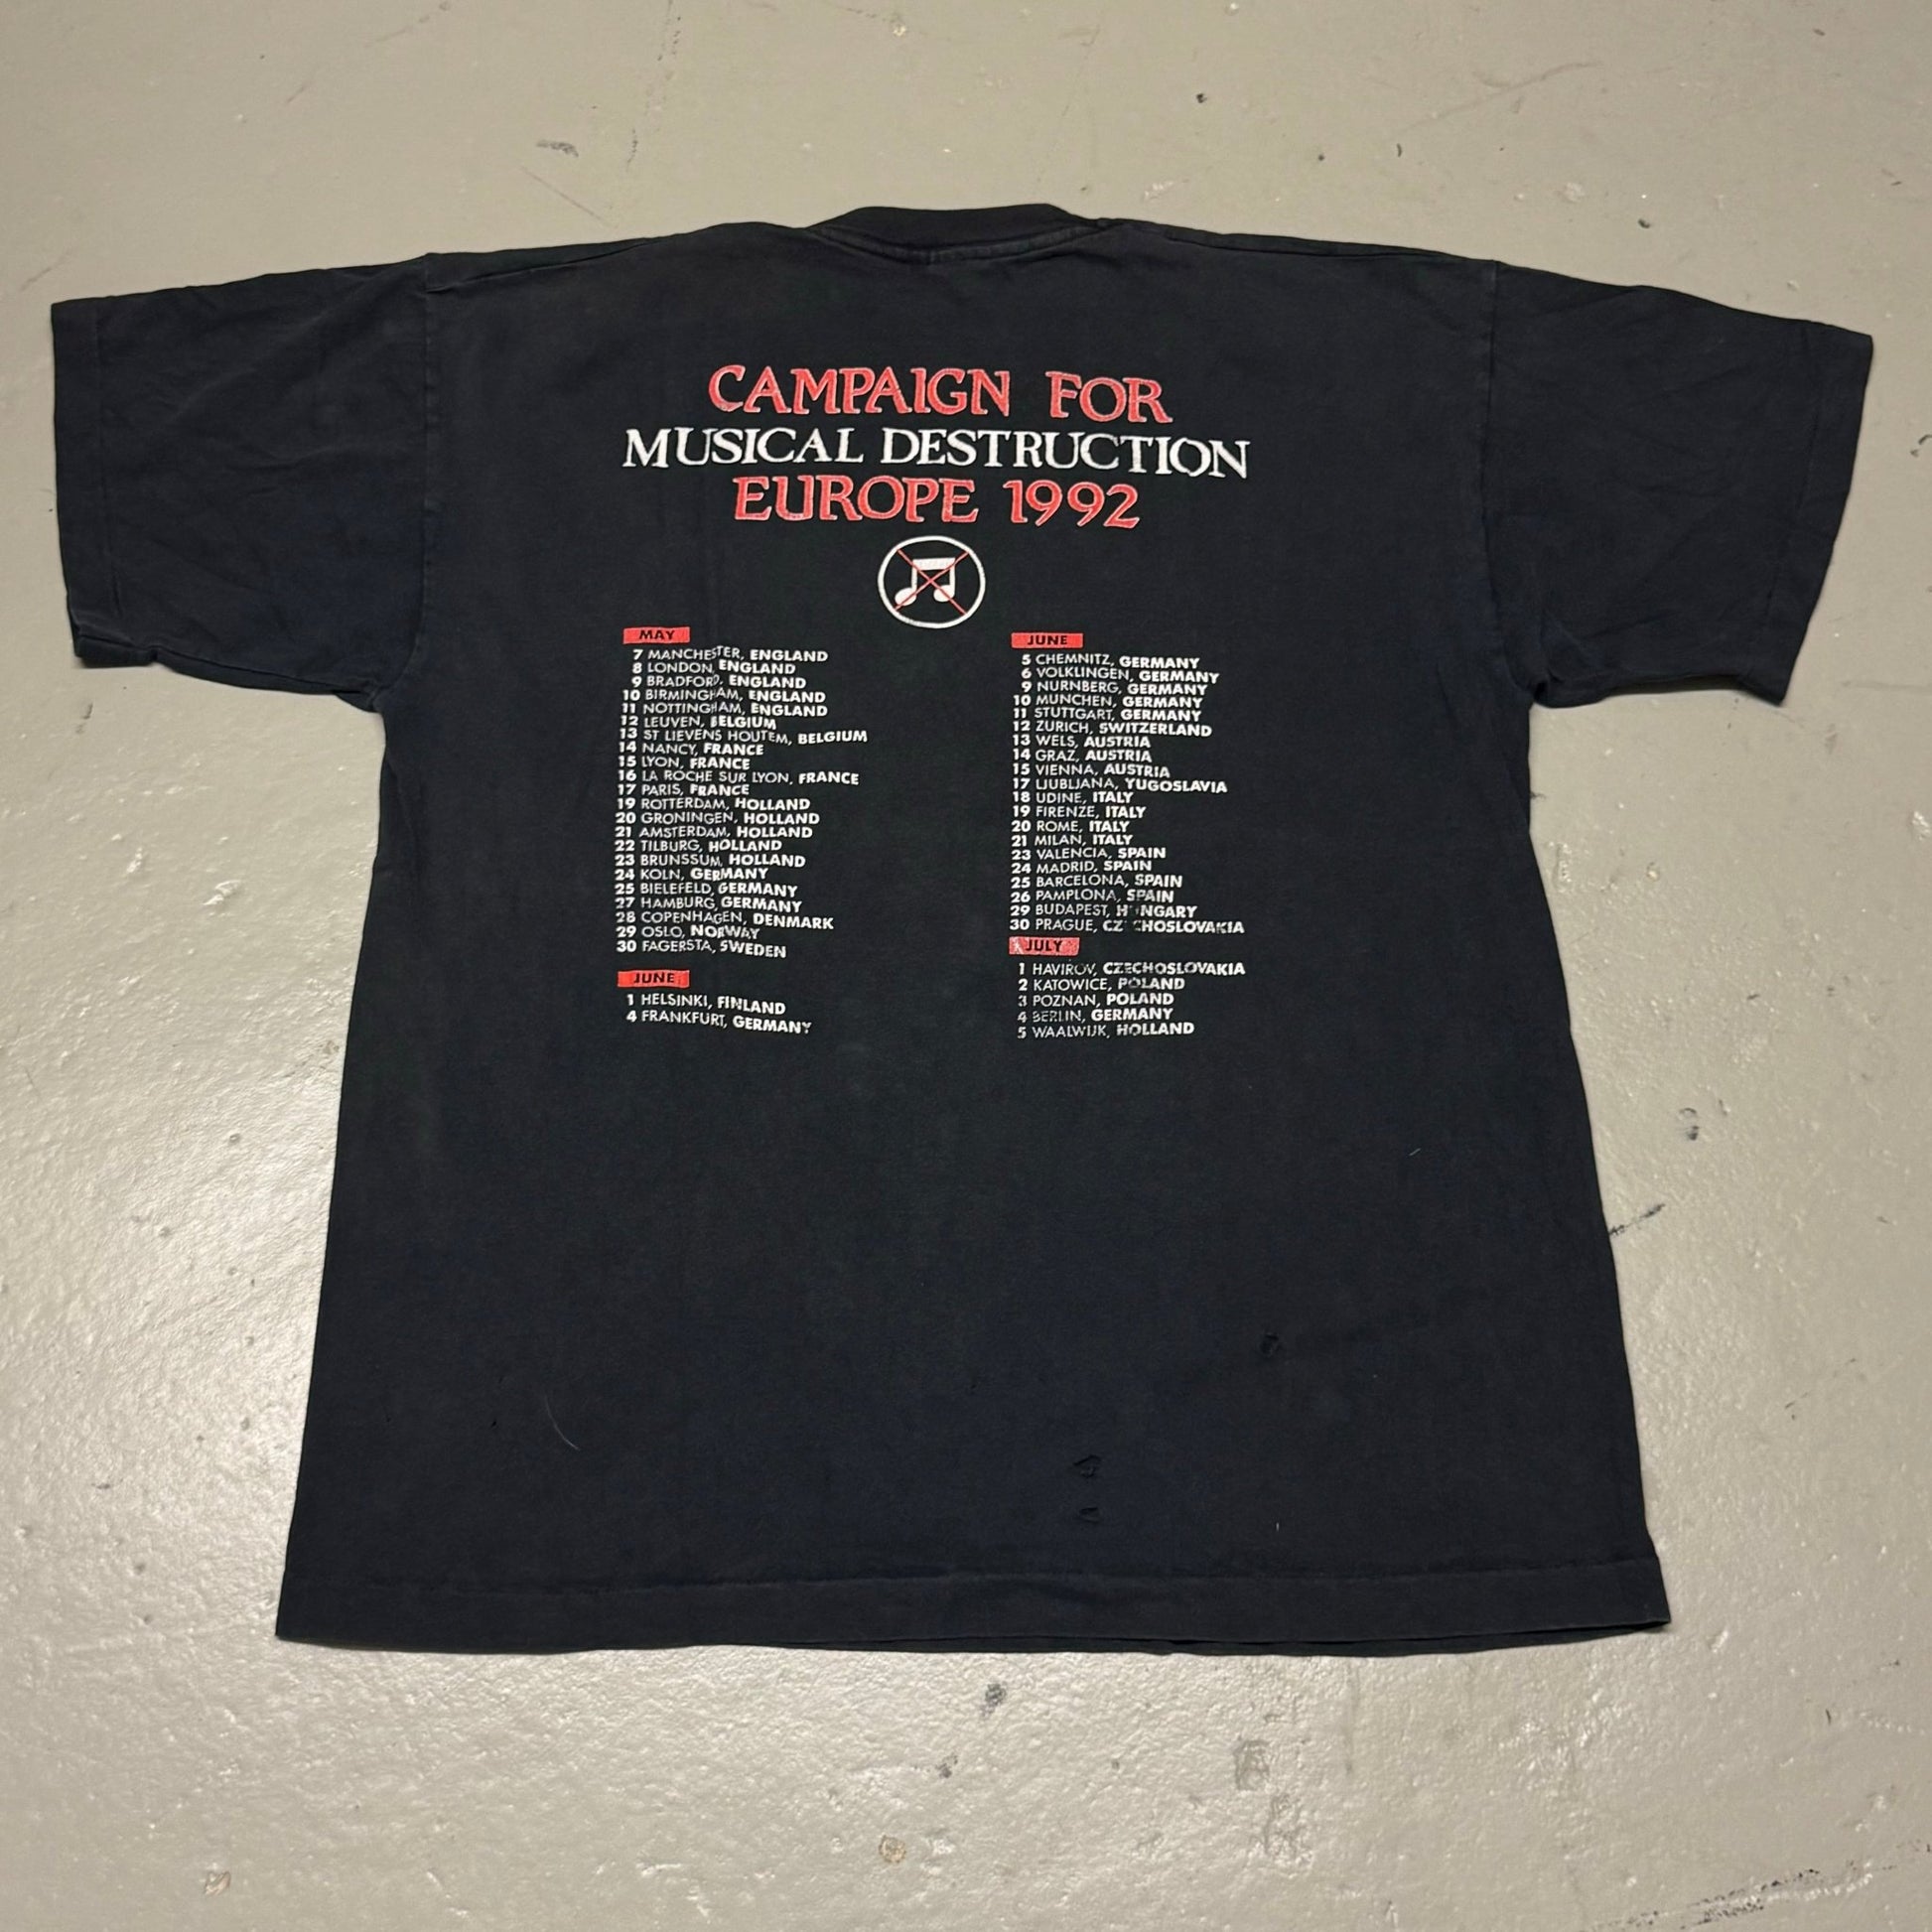 CAMPAIGN FOR
MUSICAL DESTRUCTION
EUROPE 1992
MAY
7 MANCHESTER, ENGLAND
8 LONDON, ENGLAND
9 BRADFORD, ENGLAND
10 BIRMINGHAM, ENGLAND
11 NOTTINGHAM, ENGLAND
12 LEUVEN, BELGIUM
13 ST LIEVENS HOUTEM, BELGIUM
14 NANCY, FRANCE
15 LYON, FRANCE
16 LA ROCHE SUR LYON, FRANCE
17 PARIS, FRANCE
19 ROTTERDAM, HOLLAND
20 GRONINGEN, HOLLAND
21 AMSTERDAM, HOLLAND
22 TILBURG, HOLLAND
23 BRUNSSUM, HOLLAND
24 KOLN, GERMANY
25 BIELEFELD, GERMANY
27 HAMBURG, GERMANY
28 COPENHAGEN, DENMARK
29 OSLO, NORWAY
30 FAGERSTA, SWEDEN
JUNE
1 HELSINKI, FINLAND
4 FRANKFURT, GERMANY
JUNE
5 CHEMNITZ, GERMANY
6 VOLKLINGEN, GERMANY
9 NURNBERG, GERMANY
10 MUNCHEN, GERMANY
11 STUTTGART, GERMANY
12 ZURICH, SWITZERLAND
13 WELS, AUSTRIA
14 GRAZ, AUSTRIA
15 VIENNA, AUSTRIA
17 LJUBLJANA, YUGOSLAVIA
18 UDINE, ITALY
19 FIRENZE, ITALY
20 ROME, ITALY
21 MILAN, ITALY
23 VALENCIA, SPAIN
24 MADRID, SPAIN
25 BARCELONA, SPAIN
26 PAMPLONA, SPAIN
29 BUDAPEST, HUNGARY
30 PRAGUE, CZECHOSLOVAKIA
JULY
1 HAVIROV, CZECHOSLOVAKIA
2 KATOWICE, POLAND
3 POZNAN, POLAND
4 BERLIN, GERMANY
5 WAALWIJK, HOLLAND